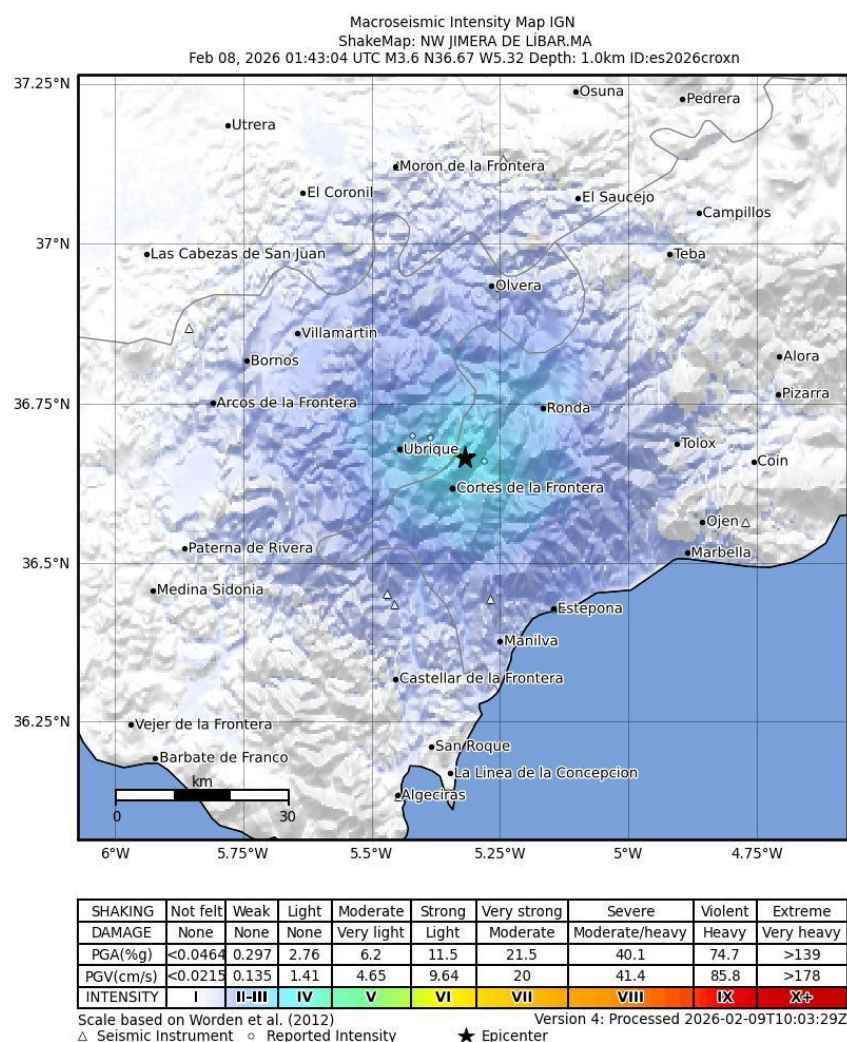 Macroseismic Intensity Map IGN
ShakeMap: NW JIMERA DE LÍBAR.MA
Feb 08, 2026 01:43:04 UTC M3.6 N36.67 W5.32 Depth: 1.0km ID:es2026croxn
37.25°N
Osuna
Pedrera
Utrera
Moron de la Frontera
El Coronil
El Saucejo
Campillos
37°N
Las Cabezas de San Juan
Teba
Olvera
Villamartin
Bornos
Alora
36.75°N
Arcos de la Frontera
Ronda
Pizarra
Ubrique
Tolox
Coin
Cortes de la Frontera
Ojen
36.5°N
Paterna de Rivera
Marbella
Medina Sidonia
Estepona
Manilva
Castellar de la Frontera
36.25°N
Vejer de la Frontera
San Roque
Barbate de Franco
La Linea de la Concepcion
km
0 30
Algeciras
6°W 5.75°W 5.5°W 5.25°W 5°W 4.75°W
SHAKING Not felt Weak Light Moderate Strong Very strong Severe Violent Extreme
DAMAGE None None None Very light Light Moderate Moderate/heavy Heavy Very heavy
PGA(%g) <0.0464 0.297 2.76 6.2 11.5 21.5 40.1 74.7 >139
PGV(cm/s) <0.0215 0.135 1.41 4.65 9.64 20 41.4 85.8 >178
INTENSITY I II-III IV V VI VII VIII IX X+
Scale based on Worden et al. (2012) Version 4: Processed 2026-02-09T10:03:29Z
△ Seismic Instrument ○ Reported Intensity ★ Epicenter